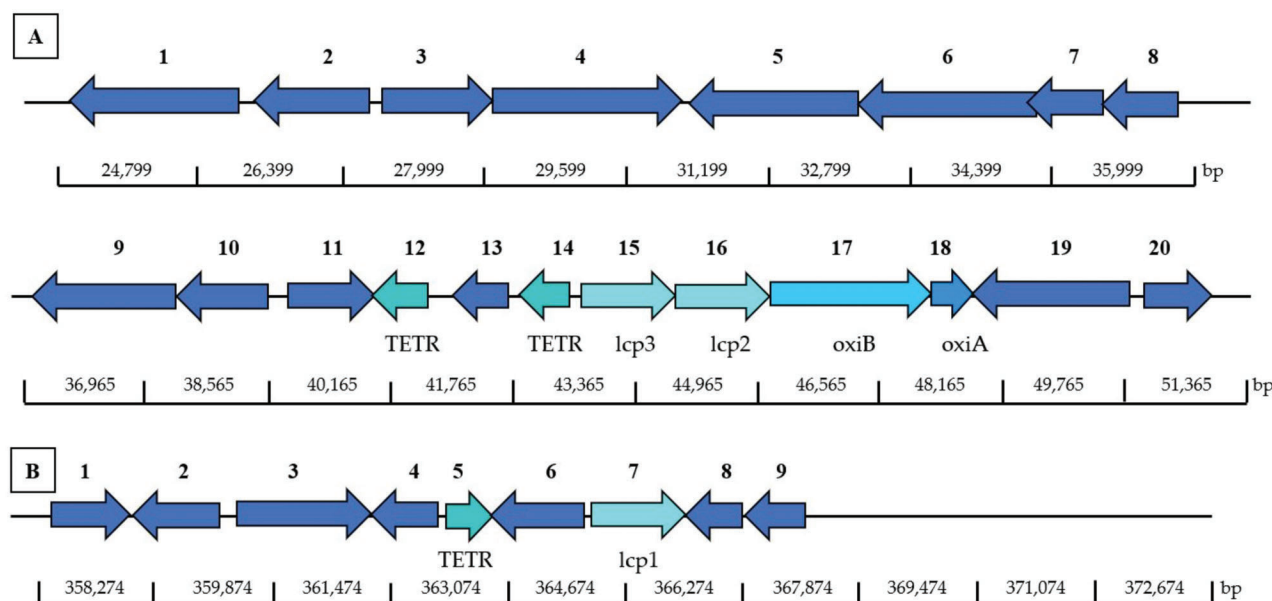 A
1 2 3 4 5 6 7 8
24,799 26,399 27,999 29,599 31,199 32,799 34,399 35,999 bp
9 10 11 12 13 14 15 16 17 18 19 20
TETR TETR lcp3 lcp2 oxiB oxiA
36,965 38,565 40,165 41,765 43,365 44,965 46,565 48,165 49,765 51,365 bp
B 1 2 3 4 5 6 7 8 9
TETR lcp1
358,274 359,874 361,474 363,074 364,674 366,274 367,874 369,474 371,074 372,674 bp